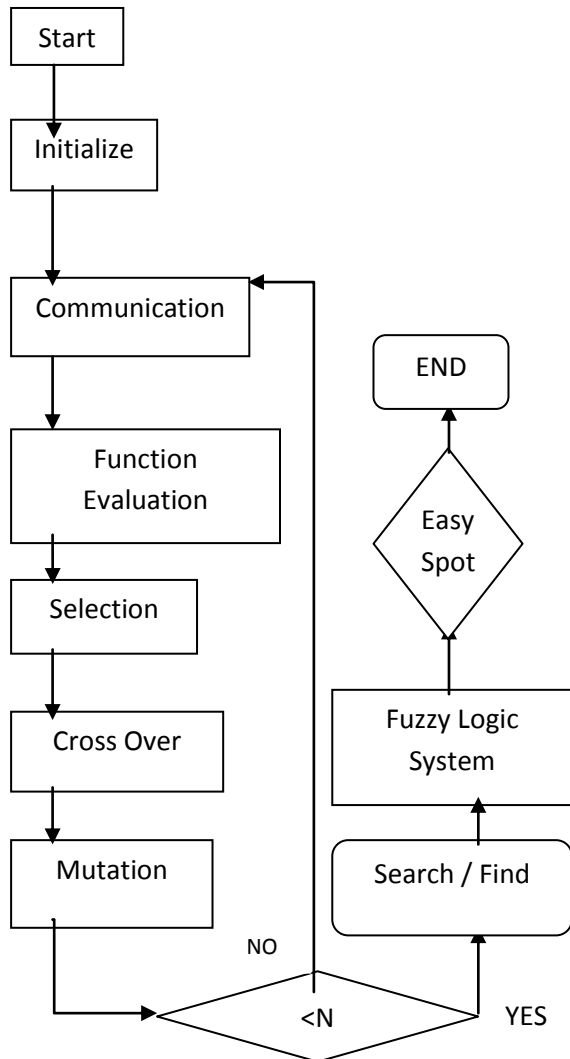 Start
Initialize
Communication
Function
Evaluation
Selection
Cross Over
Mutation
NO
<N
YES
Search / Find
Fuzzy Logic
System
Easy
Spot
END